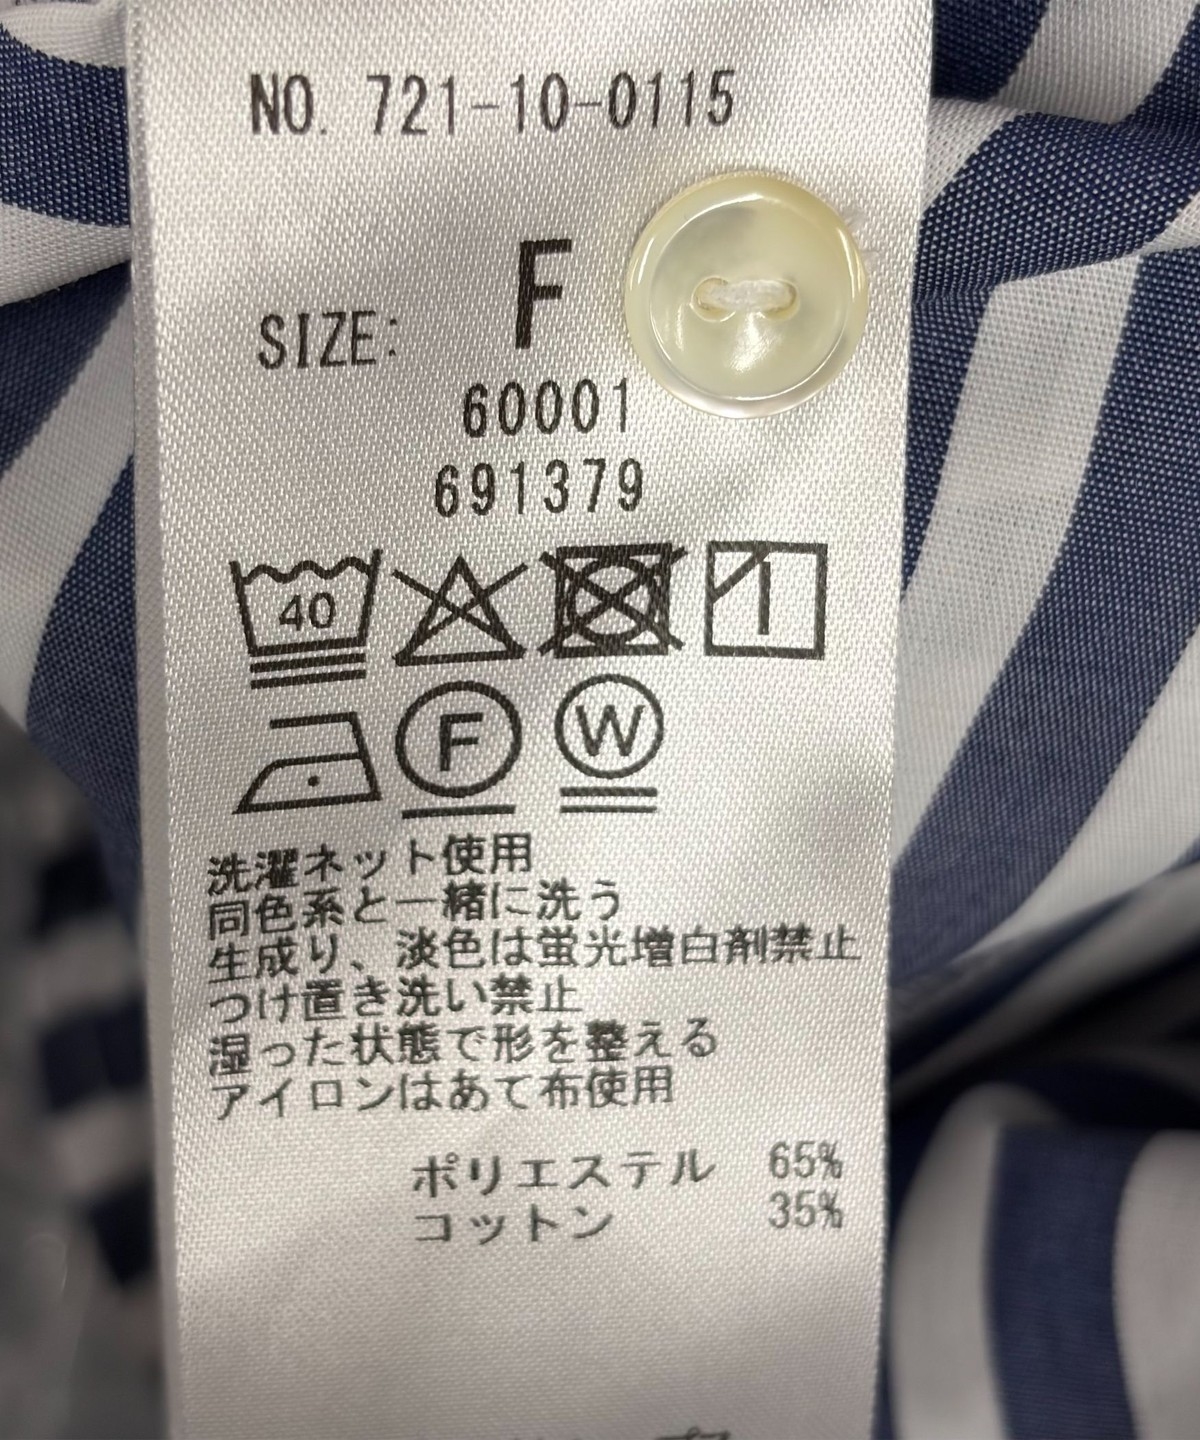 NO. 721-10-0115
F
SIZE:
60001
691379
40
F W
洗濯ネット使用
同色系と一緒に洗う
生成り、淡色は蛍光増白剤禁止
つけ置き洗い禁止
湿った状態で形を整える
アイロンはあて布使用
ポリエステル 65%
コットン 35%